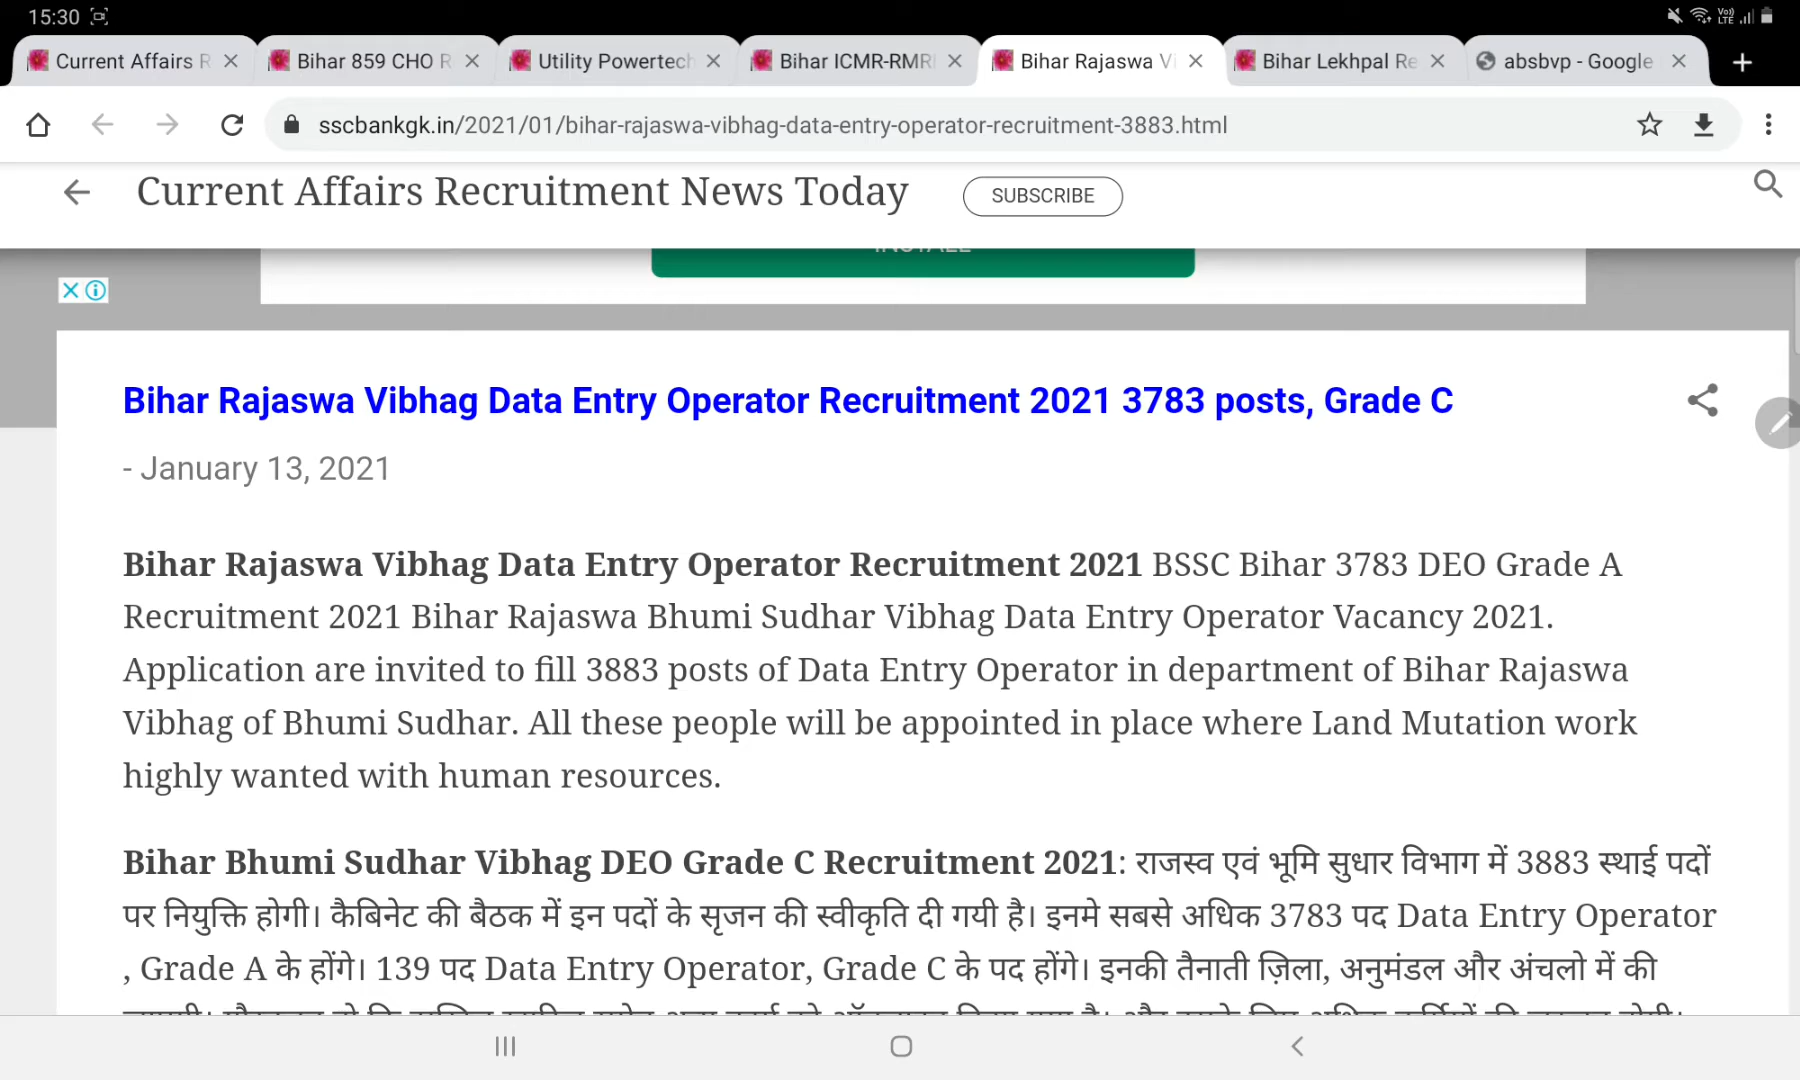 15:30
Vo))
LTE
Current Affairs R
Bihar 859 CHO R
Utility Powertech
Bihar ICMR-RMRI
Bihar Rajaswa Vi
Bihar Lekhpal Re
absbvp - Google
sscbankgk.in/2021/01/bihar-rajaswa-vibhag-data-entry-operator-recruitment-3883.html
Current Affairs Recruitment News Today
SUBSCRIBE
INSTALL
Bihar Rajaswa Vibhag Data Entry Operator Recruitment 2021 3783 posts, Grade C
- January 13, 2021
Bihar Rajaswa Vibhag Data Entry Operator Recruitment 2021 BSSC Bihar 3783 DEO Grade A
Recruitment 2021 Bihar Rajaswa Bhumi Sudhar Vibhag Data Entry Operator Vacancy 2021.
Application are invited to fill 3883 posts of Data Entry Operator in department of Bihar Rajaswa
Vibhag of Bhumi Sudhar. All these people will be appointed in place where Land Mutation work
highly wanted with human resources.
Bihar Bhumi Sudhar Vibhag DEO Grade C Recruitment 2021: राजस्व एवं भूमि सुधार विभाग में 3883 स्थाई पदों
पर नियुक्ति होगी। कैबिनेट की बैठक में इन पदों के सृजन की स्वीकृति दी गयी है। इनमे सबसे अधिक 3783 पद Data Entry Operator
, Grade A के होंगे। 139 पद Data Entry Operator, Grade C के पद होंगे। इनकी तैनाती ज़िला, अनुमंडल और अंचलो में की